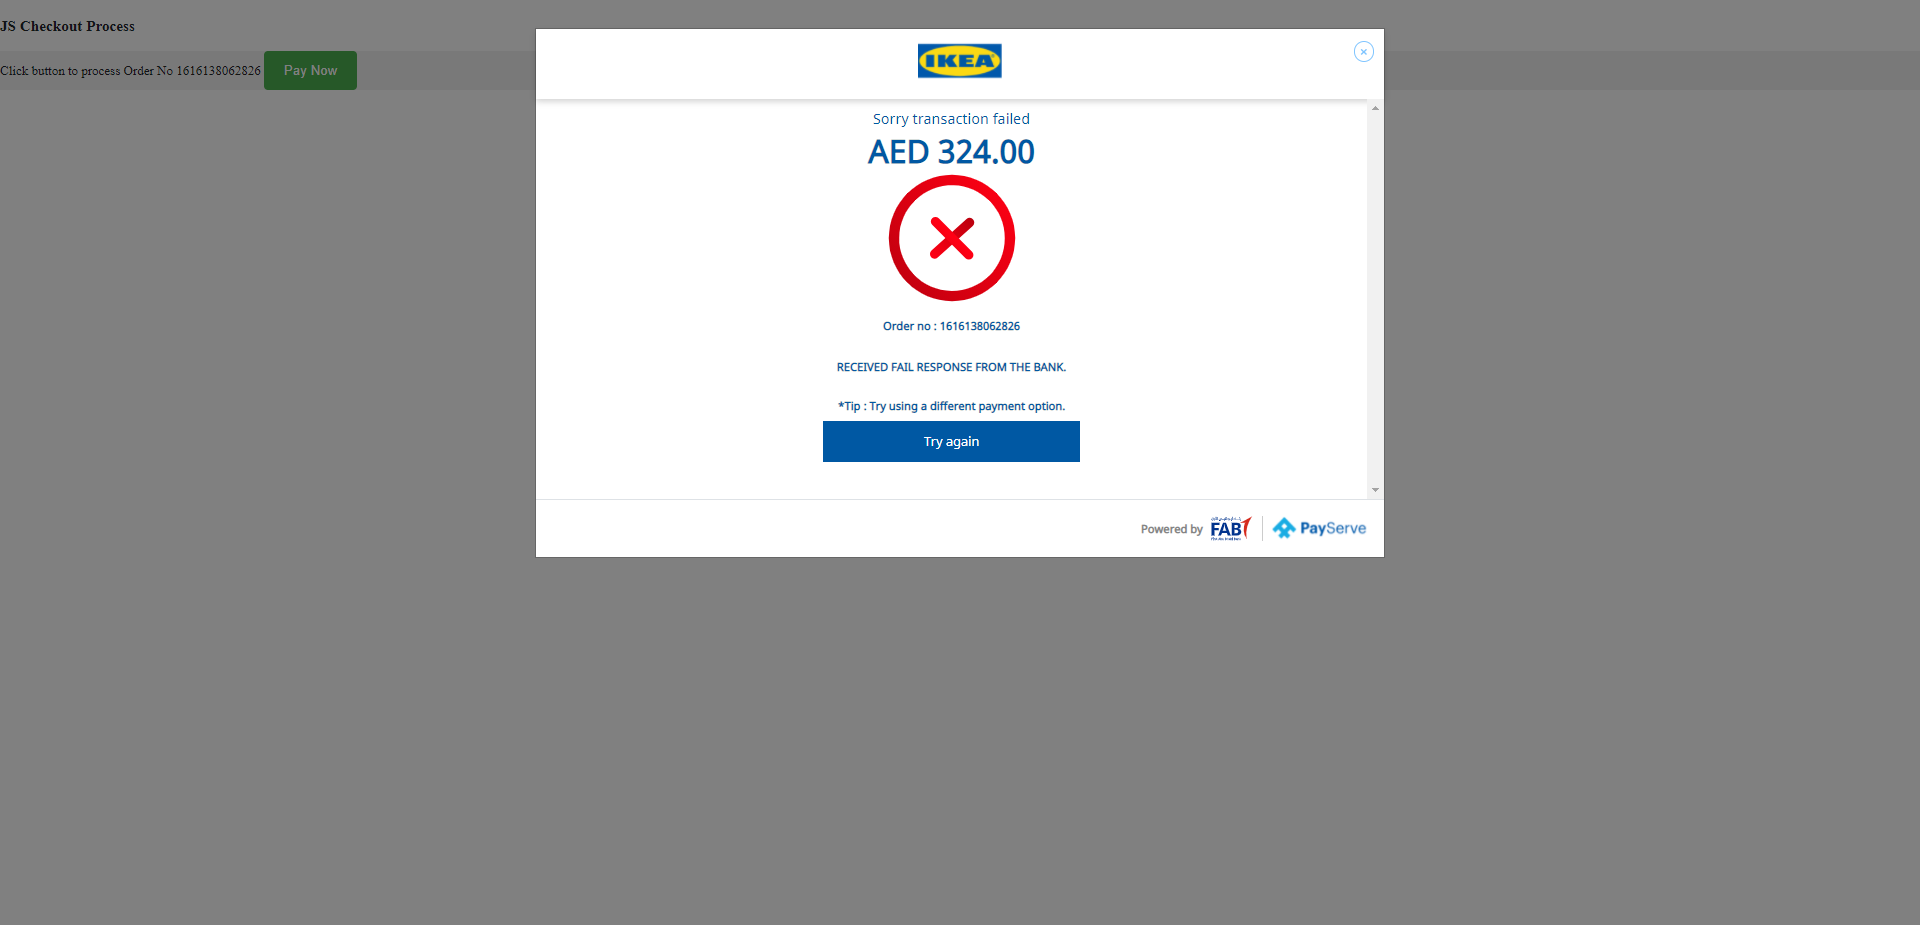 JS Checkout Process
Click button to process Order No 1616138062826 Pay Now
IKEA
Sorry transaction failed
AED 324.00
Order no : 1616138062826
RECEIVED FAIL RESPONSE FROM THE BANK.
*Tip : Try using a different payment option.
Try again
Powered by FAB PayServe